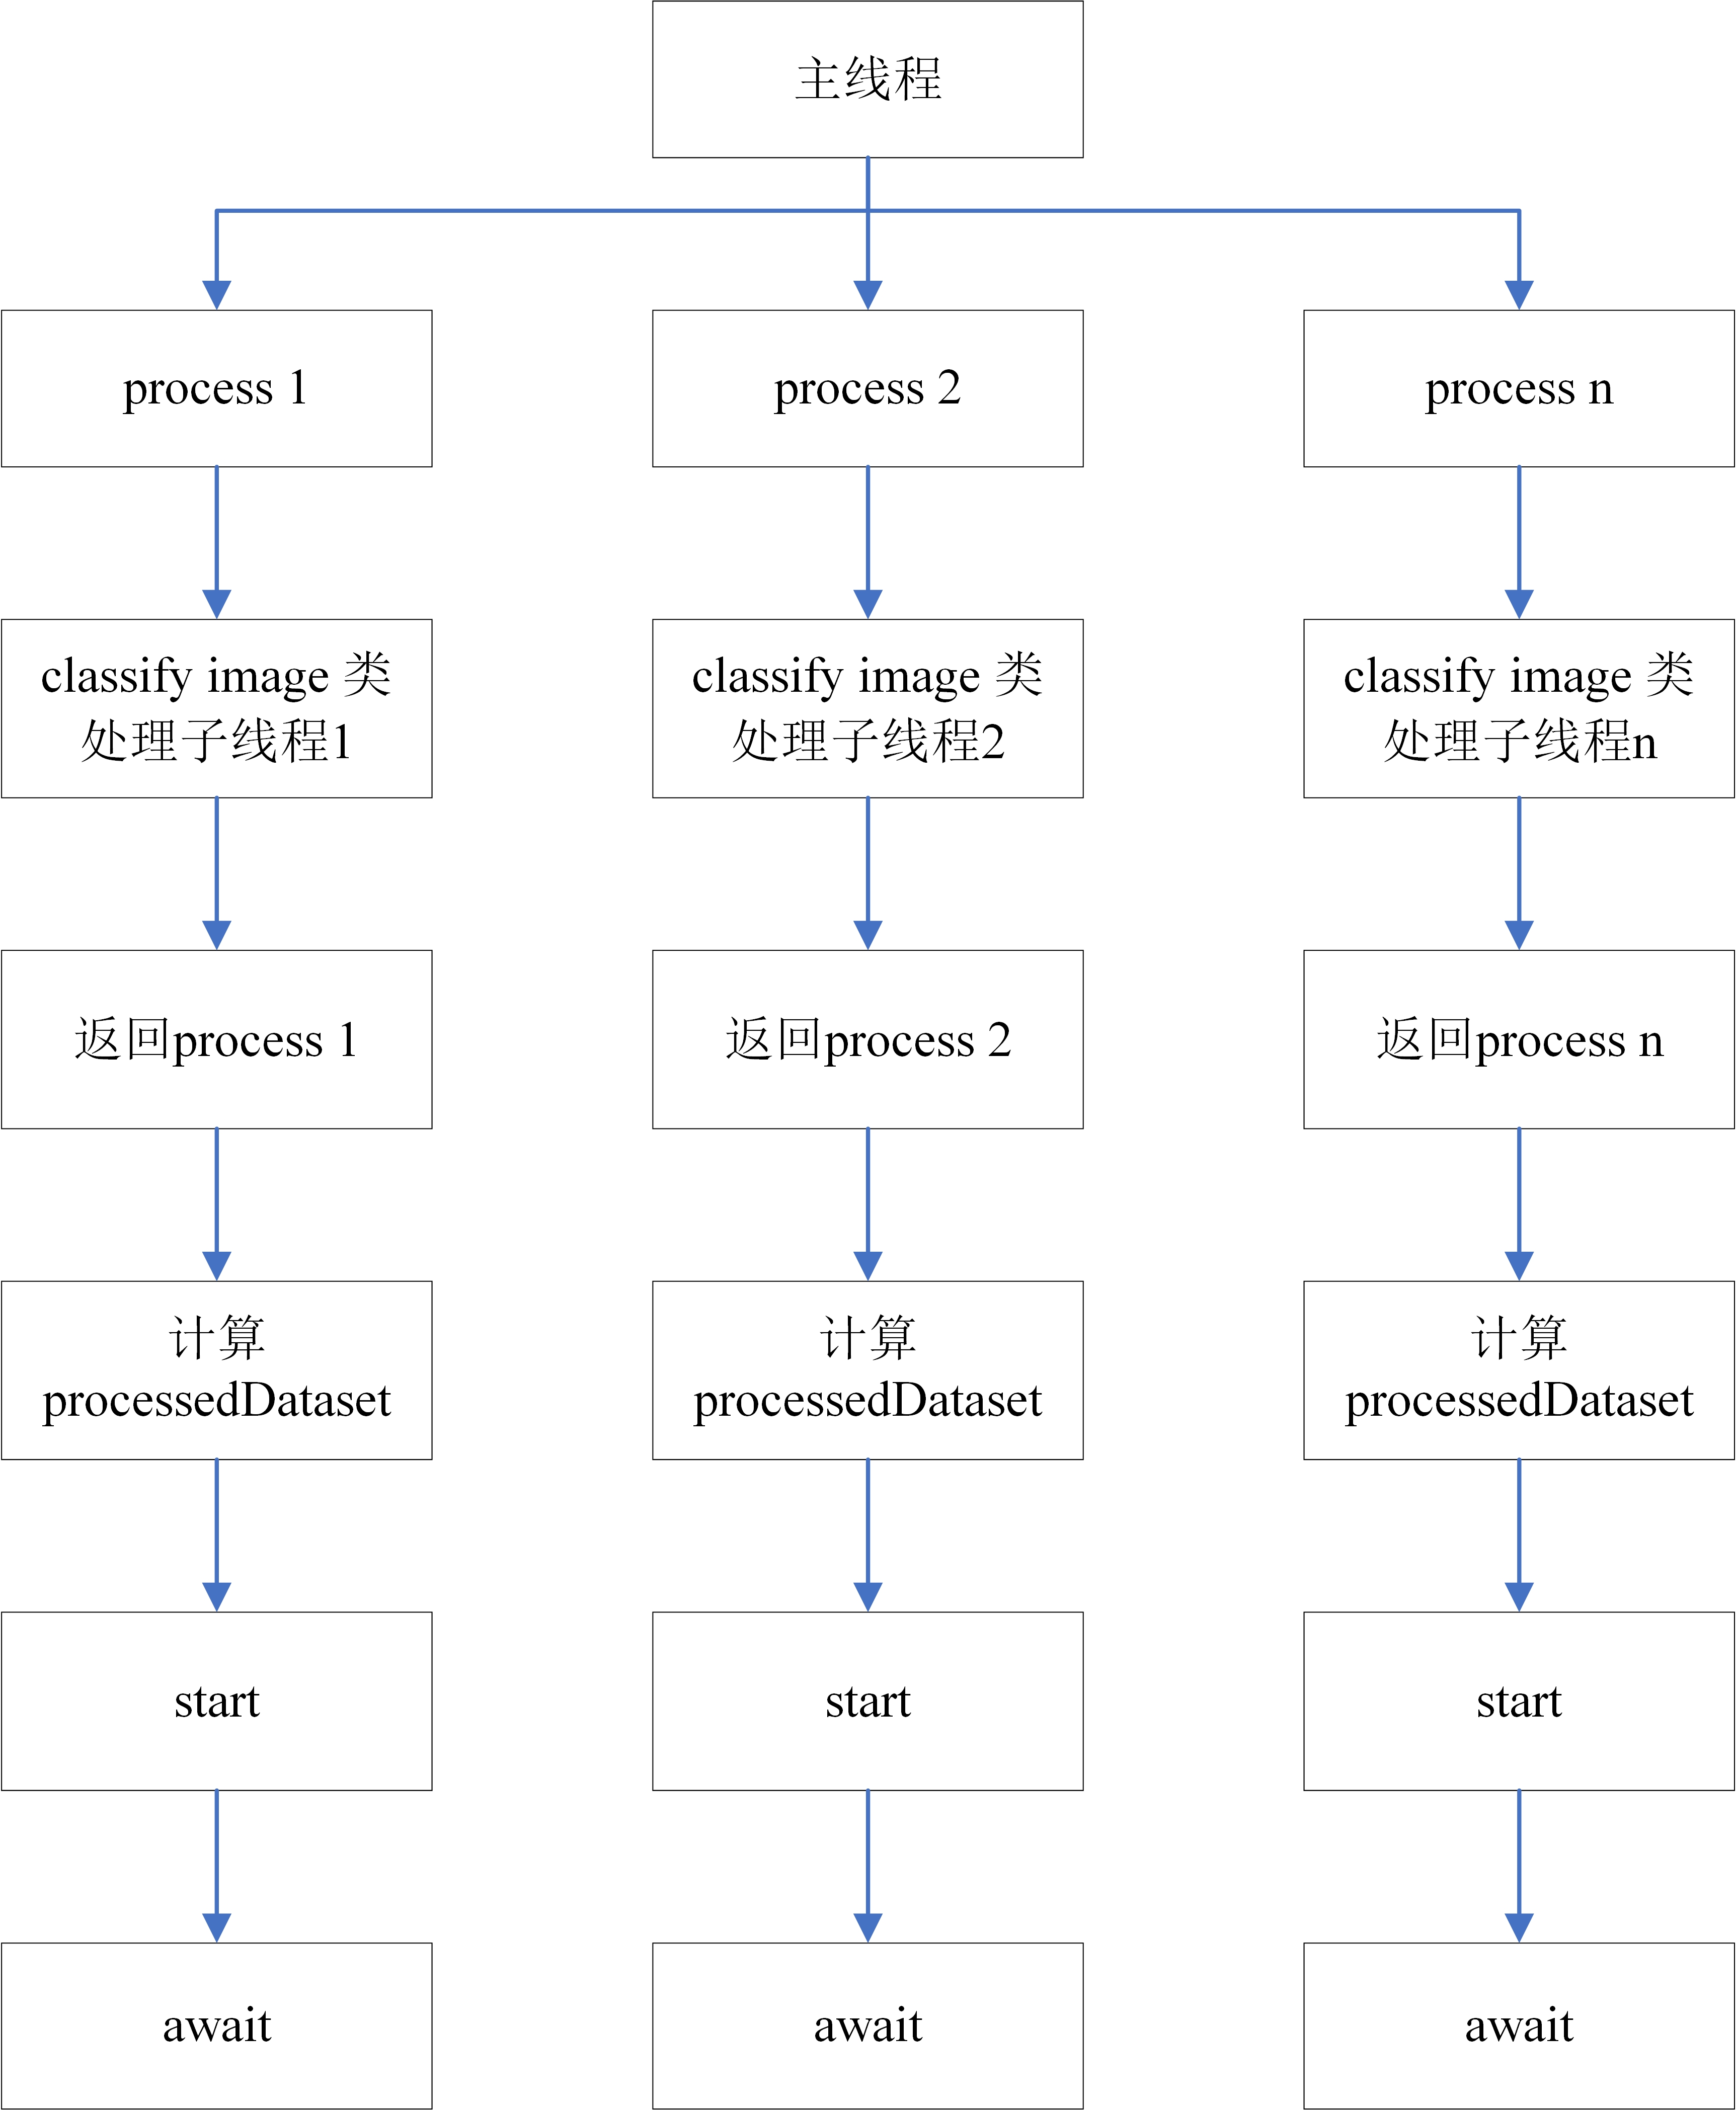 主线程
process 1
process 2
process n
classify image 类
处理子线程1
classify image 类
处理子线程2
classify image 类
处理子线程n
返回process 1
返回process 2
返回process n
计算
processedDataset
计算
processedDataset
计算
processedDataset
start
start
start
await
await
await